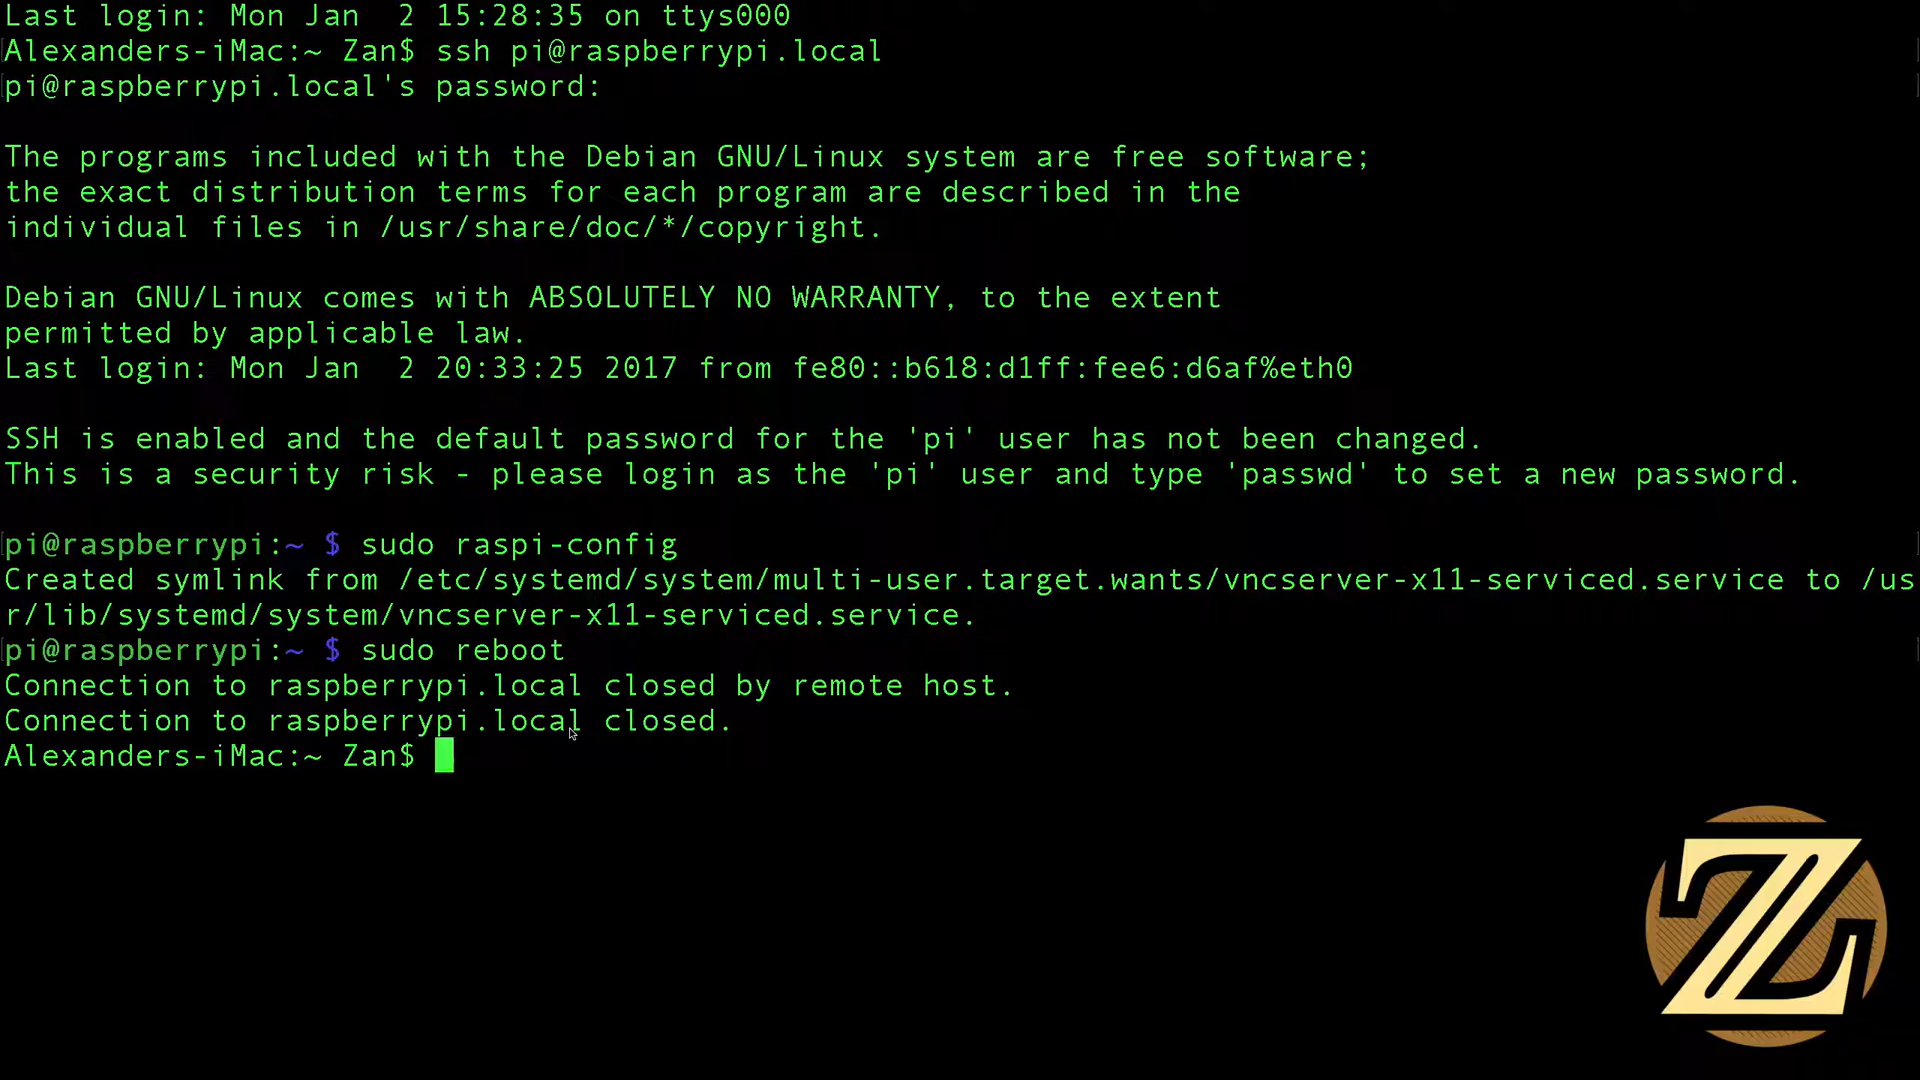 Last login: Mon Jan  2 15:28:35 on ttys000
Alexanders-iMac:~ Zan$ ssh pi@raspberrypi.local
pi@raspberrypi.local's password:
The programs included with the Debian GNU/Linux system are free software;
the exact distribution terms for each program are described in the
individual files in /usr/share/doc/*/copyright.
Debian GNU/Linux comes with ABSOLUTELY NO WARRANTY, to the extent
permitted by applicable law.
Last login: Mon Jan  2 20:33:25 2017 from fe80::b618:d1ff:fee6:d6af%eth0
SSH is enabled and the default password for the 'pi' user has not been changed.
This is a security risk - please login as the 'pi' user and type 'passwd' to set a new password.
pi@raspberrypi:~ $ sudo raspi-config
Created symlink from /etc/systemd/system/multi-user.target.wants/vncserver-x11-serviced.service to /us
r/lib/systemd/system/vncserver-x11-serviced.service.
pi@raspberrypi:~ $ sudo reboot
Connection to raspberrypi.local closed by remote host.
Connection to raspberrypi.local closed.
Alexanders-iMac:~ Zan$
Z